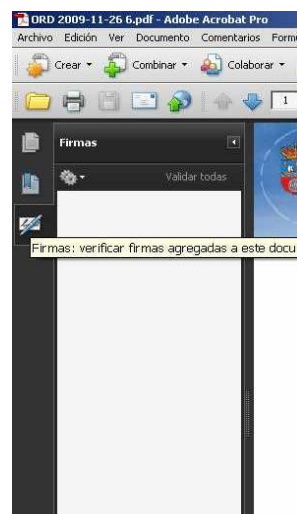 ORD 2009-11-26 6.pdf - Adobe Acrobat Pro
Archivo Edición Ver Documento Comentarios
Crear Combinar Colaborar
1
Firmas
Validar todas
Firmas: verificar firmas agregadas a este docu